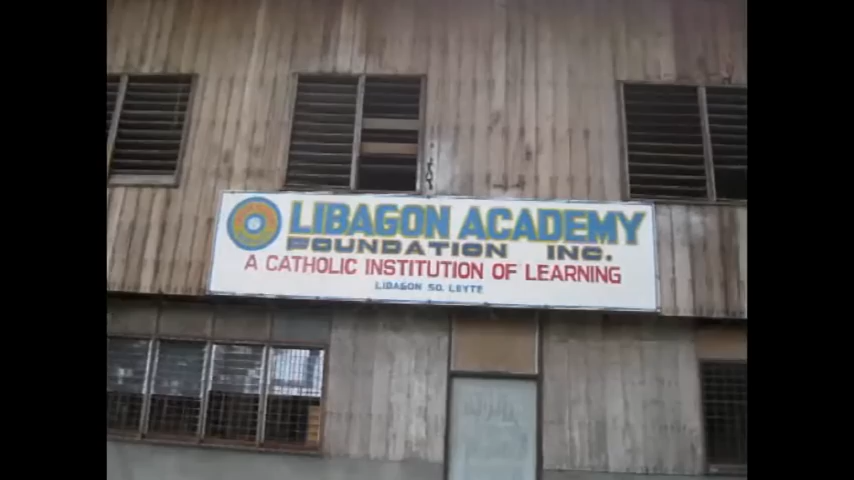 LIBAGON ACADEMY
FOUNDATION INC.
A CATHOLIC INSTITUTION OF LEARNING
LIBAGON SO. LEYTE